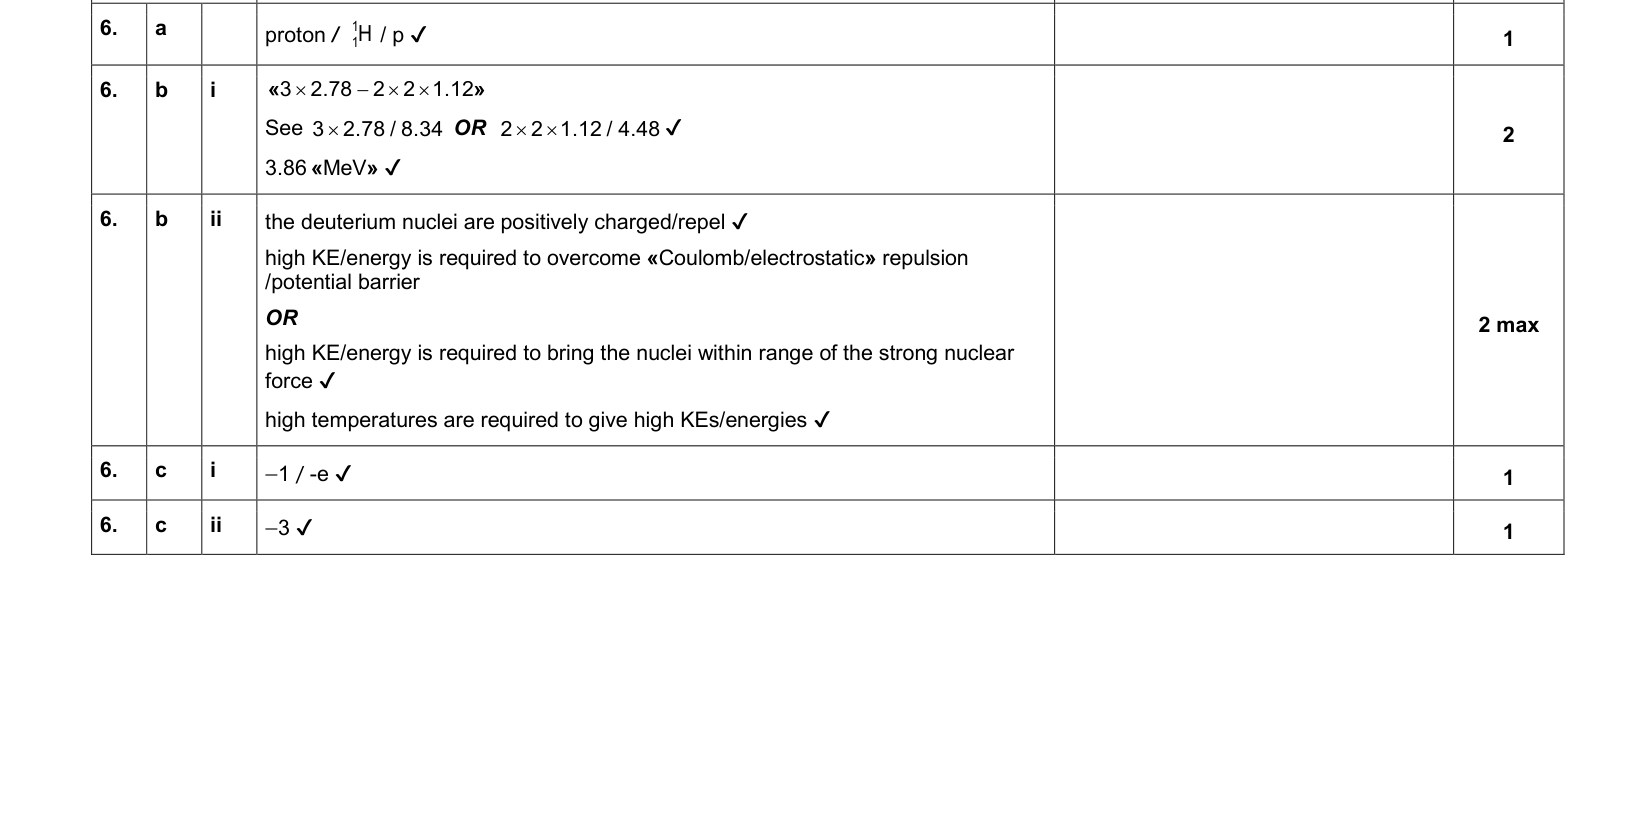 6. a proton / ¹₁H / p ✓ 1
6. b i «3 × 2.78 – 2 × 2 × 1.12»
See 3 × 2.78 / 8.34 OR 2 × 2 × 1.12 / 4.48 ✓
2
3.86 «MeV» ✓
6. b ii the deuterium nuclei are positively charged/repel ✓
high KE/energy is required to overcome «Coulomb/electrostatic» repulsion
/potential barrier
OR
2 max
high KE/energy is required to bring the nuclei within range of the strong nuclear
force ✓
high temperatures are required to give high KEs/energies ✓
6. c i –1 / -e ✓ 1
6. c ii –3 ✓ 1